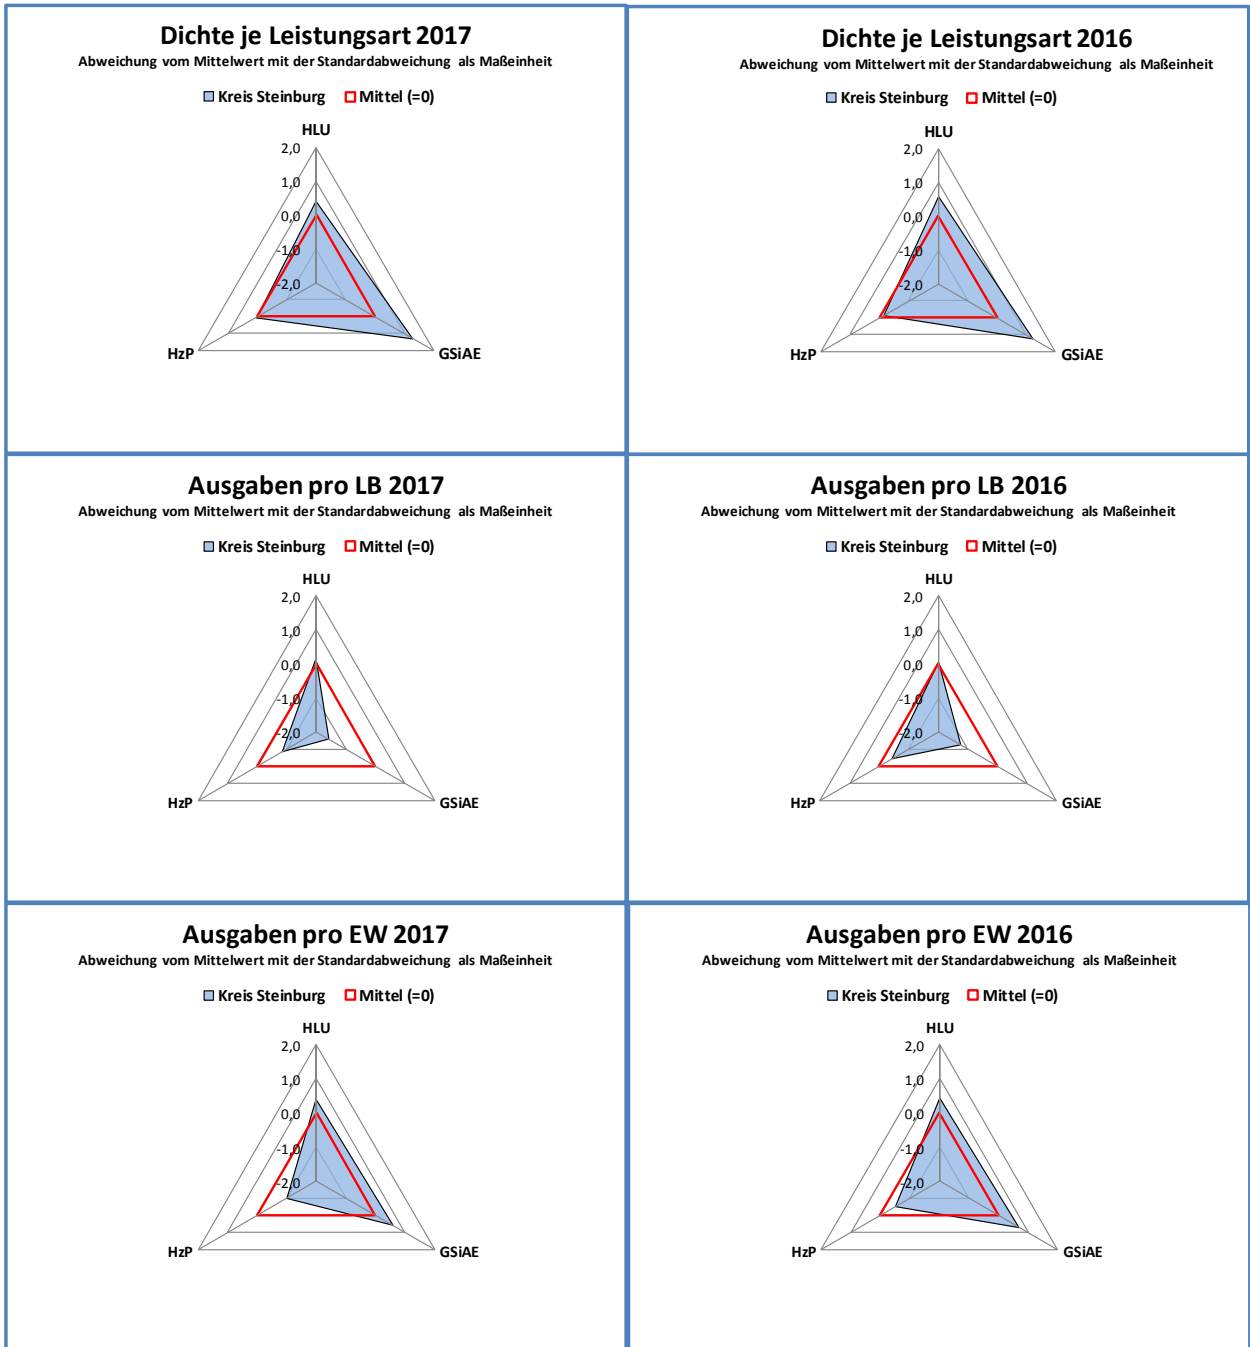 Dichte je Leistungsart 2017
Abweichung vom Mittelwert mit der Standardabweichung als Maßeinheit
Kreis Steinburg Mittel (=0)
HLU
2,0
1,0
0,0
-1,0
-2,0
HzP
GSiAE
Dichte je Leistungsart 2016
Abweichung vom Mittelwert mit der Standardabweichung als Maßeinheit
Kreis Steinburg Mittel (=0)
HLU
2,0
1,0
0,0
-1,0
-2,0
HzP
GSiAE
Ausgaben pro LB 2017
Abweichung vom Mittelwert mit der Standardabweichung als Maßeinheit
Kreis Steinburg Mittel (=0)
HLU
2,0
1,0
0,0
-1,0
-2,0
HzP
GSiAE
Ausgaben pro LB 2016
Abweichung vom Mittelwert mit der Standardabweichung als Maßeinheit
Kreis Steinburg Mittel (=0)
HLU
2,0
1,0
0,0
-1,0
-2,0
HzP
GSiAE
Ausgaben pro EW 2017
Abweichung vom Mittelwert mit der Standardabweichung als Maßeinheit
Kreis Steinburg Mittel (=0)
HLU
2,0
1,0
0,0
-1,0
-2,0
HzP
GSiAE
Ausgaben pro EW 2016
Abweichung vom Mittelwert mit der Standardabweichung als Maßeinheit
Kreis Steinburg Mittel (=0)
HLU
2,0
1,0
0,0
-1,0
-2,0
HzP
GSiAE